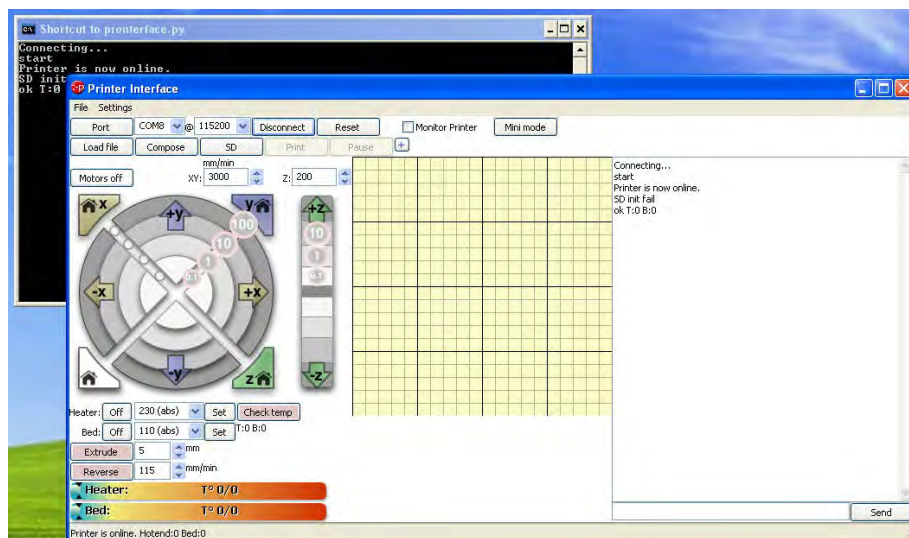 Shortcut to pronterface.py
Connecting...
start
Printer is now online.
SD init
ok T:0
Printer Interface
File Settings
Port COM8 @ 115200 Disconnect Reset Monitor Printer Mini mode
Load file Compose SD Print Pause +
mm/min
Motors off XY: 3000 Z: 200
x +y y +z
100
10 10
1 1
0.1 0.1
-x +x
-y z -z
Heater: Off 230 (abs) Set Check temp
Bed: Off 110 (abs) Set T:0 B:0
Extrude 5 mm
Reverse 115 mm/min
Heater: T° 0/0
Bed: T° 0/0
Connecting...
start
Printer is now online.
SD init fail
ok T:0 B:0
Send
Printer is online. Hotend:0 Bed:0